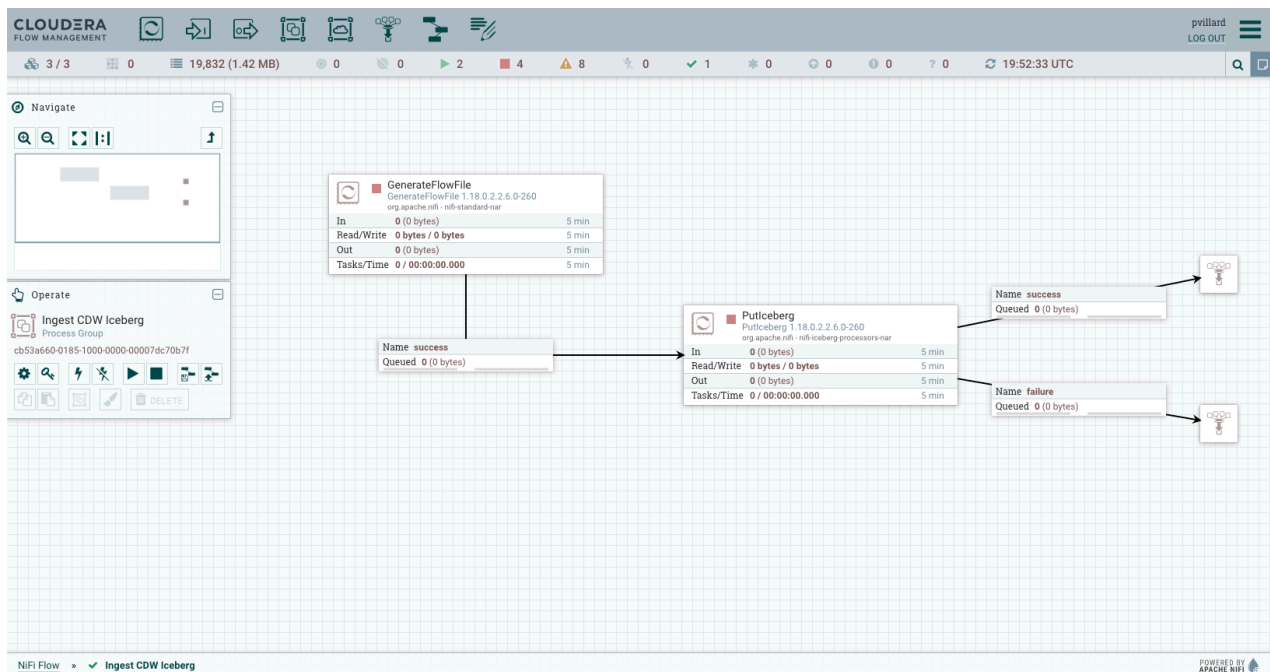 CLOUDERA
FLOW MANAGEMENT
pvillard
LOG OUT
3 / 3 0 19,832 (1.42 MB) 0 0 2 4 8 0 1 0 0 0 ? 0 19:52:33 UTC
Navigate
GenerateFlowFile
GenerateFlowFile 1.18.0.2.2.6.0-260
org.apache.nifi - nifi-standard-nar
In 0 (0 bytes) 5 min
Read/Write 0 bytes / 0 bytes 5 min
Out 0 (0 bytes) 5 min
Tasks/Time 0 / 00:00:00.000 5 min
Operate
Ingest CDW Iceberg
Process Group
cb53a660-0185-1000-0000-00007dc70b7f
DELETE
Name success
Queued 0 (0 bytes)
PutIceberg
PutIceberg 1.18.0.2.2.6.0-260
org.apache.nifi - nifi-iceberg-processors-nar
In 0 (0 bytes) 5 min
Read/Write 0 bytes / 0 bytes 5 min
Out 0 (0 bytes) 5 min
Tasks/Time 0 / 00:00:00.000 5 min
Name success
Queued 0 (0 bytes)
Name failure
Queued 0 (0 bytes)
NiFi Flow » Ingest CDW Iceberg
POWERED BY
APACHE NIFI